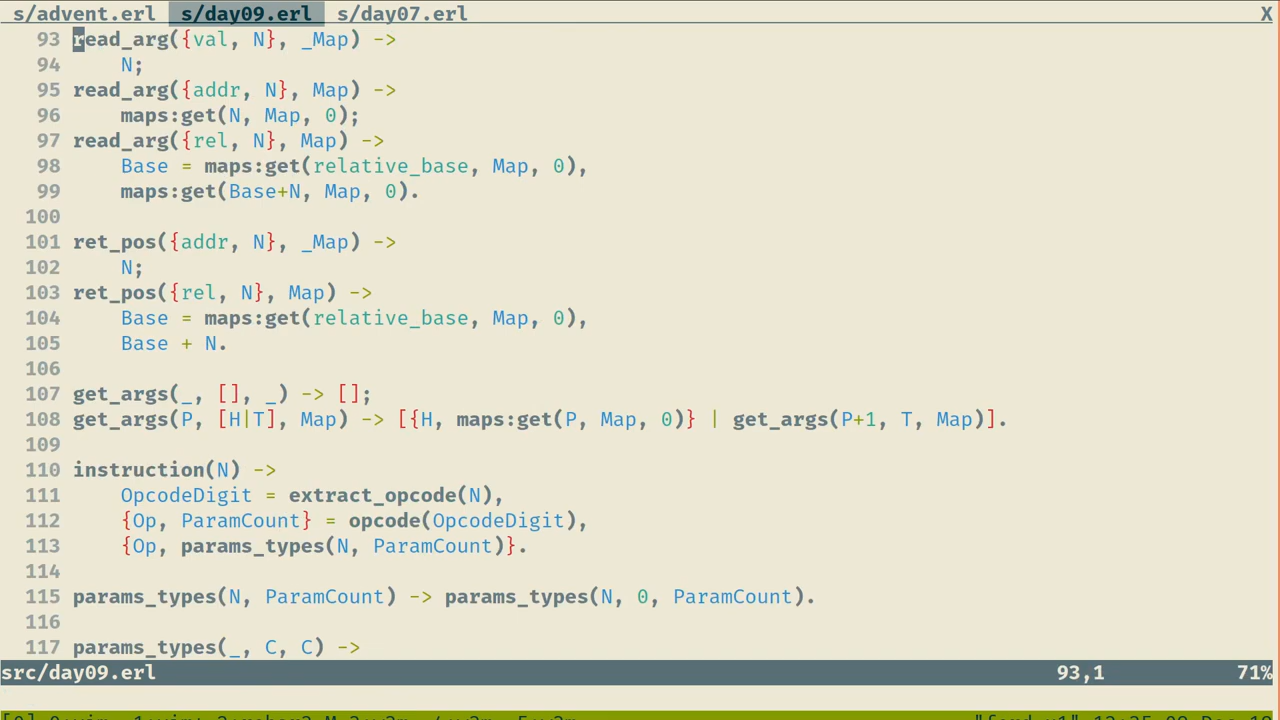 s/advent.erl s/day09.erl s/day07.erl X
93 read_arg({val, N}, _Map) ->
94 N;
95 read_arg({addr, N}, Map) ->
96 maps:get(N, Map, 0);
97 read_arg({rel, N}, Map) ->
98 Base = maps:get(relative_base, Map, 0),
99 maps:get(Base+N, Map, 0).
100
101 ret_pos({addr, N}, _Map) ->
102 N;
103 ret_pos({rel, N}, Map) ->
104 Base = maps:get(relative_base, Map, 0),
105 Base + N.
106
107 get_args(_, [], _) -> [];
108 get_args(P, [H|T], Map) -> [{H, maps:get(P, Map, 0)} | get_args(P+1, T, Map)].
109
110 instruction(N) ->
111 OpcodeDigit = extract_opcode(N),
112 {Op, ParamCount} = opcode(OpcodeDigit),
113 {Op, params_types(N, ParamCount)}.
114
115 params_types(N, ParamCount) -> params_types(N, 0, ParamCount).
116
117 params_types(_, C, C) ->
src/day09.erl 93,1 71%